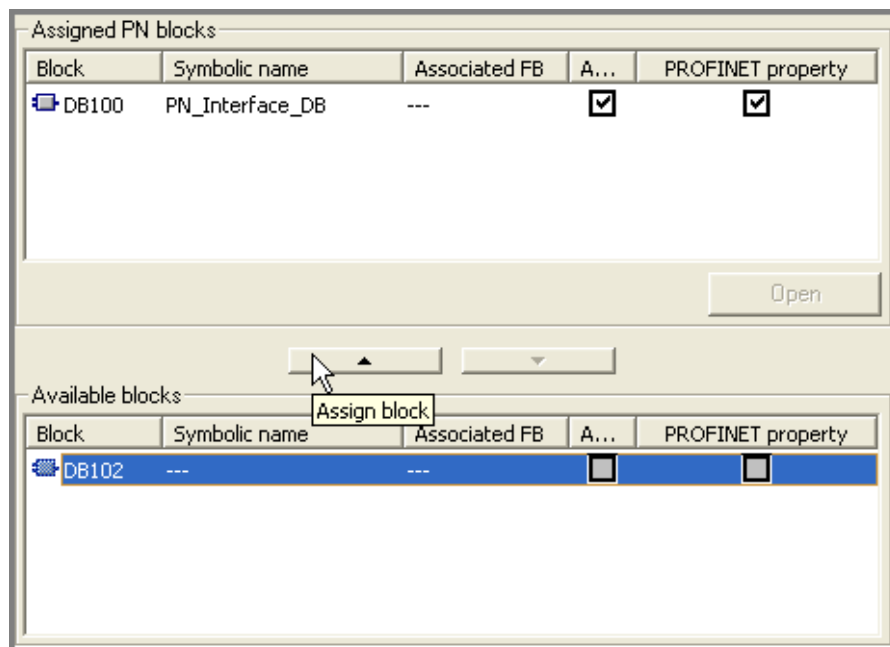 Assigned PN blocks
Block Symbolic name Associated FB A... PROFINET property
DB100 PN_Interface_DB ---
Open
Assign block
Available blocks
Block Symbolic name Associated FB A... PROFINET property
DB102 --- ---